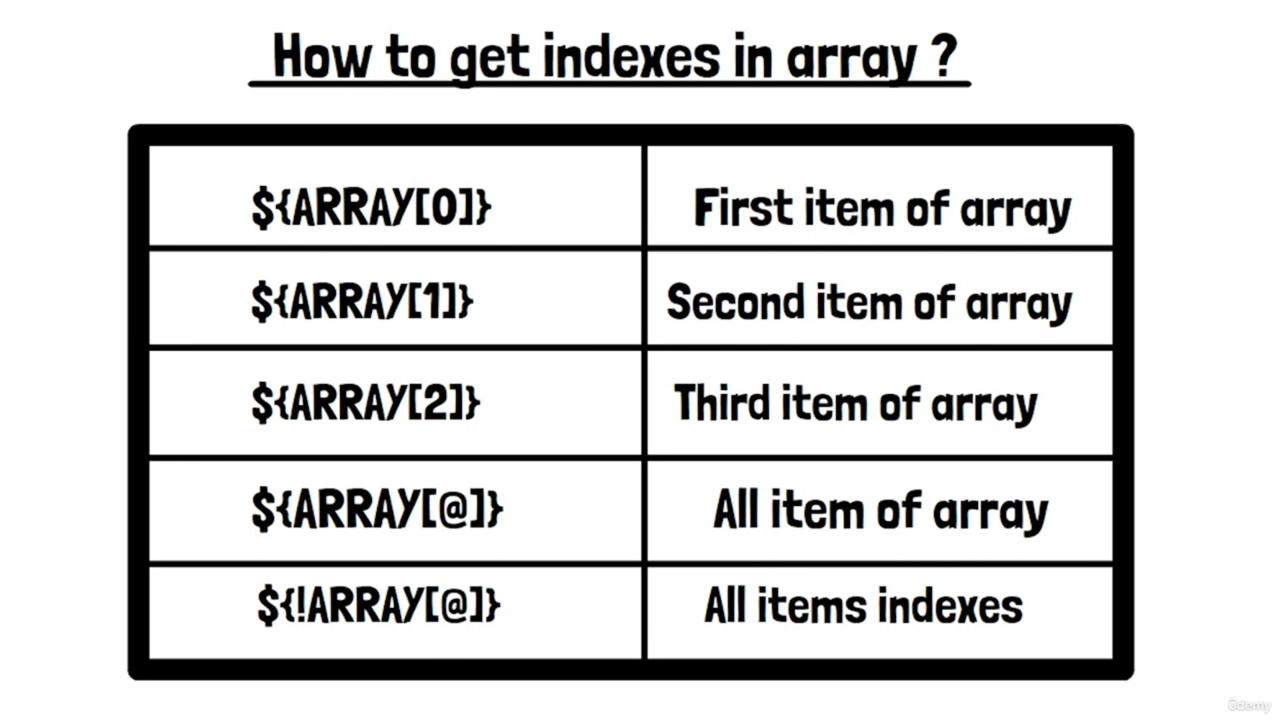 How to get indexes in array ?
${ARRAY[0]} First item of array
${ARRAY[1]} Second item of array
${ARRAY[2]} Third item of array
${ARRAY[@]} All item of array
${!ARRAY[@]} All items indexes
ûdemy